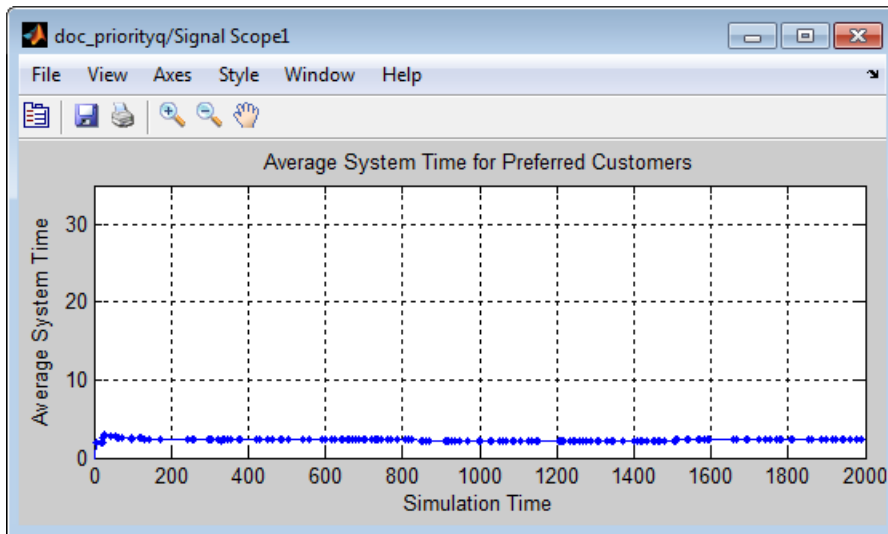 doc_priorityq/Signal Scope1
File View Axes Style Window Help
Average System Time for Preferred Customers
Average System Time
30
20
10
0
0 200 400 600 800 1000 1200 1400 1600 1800 2000
Simulation Time